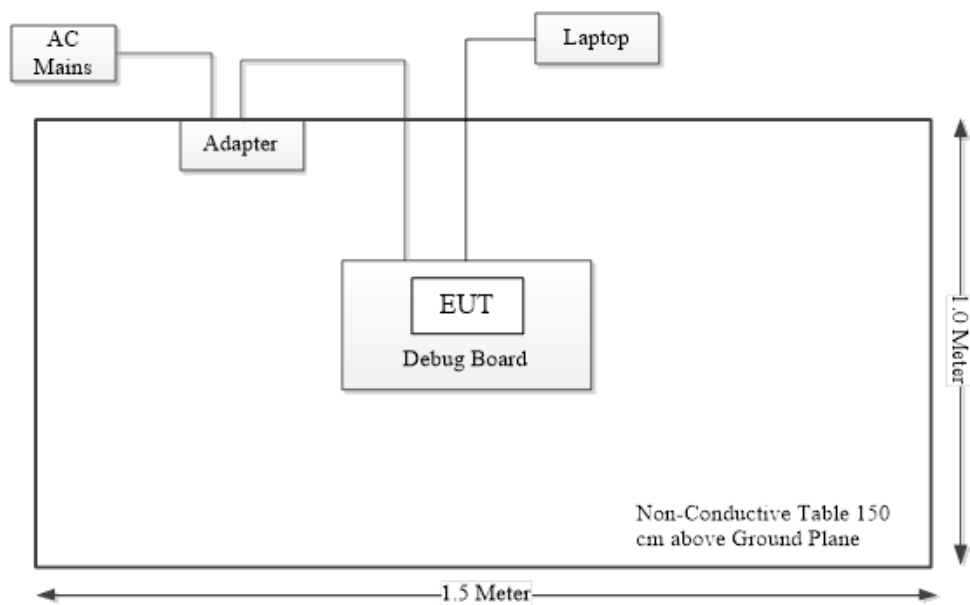 AC
Mains
Laptop
Adapter
EUT
Debug Board
1.0 Meter
Non-Conductive Table 150
cm above Ground Plane
1.5 Meter